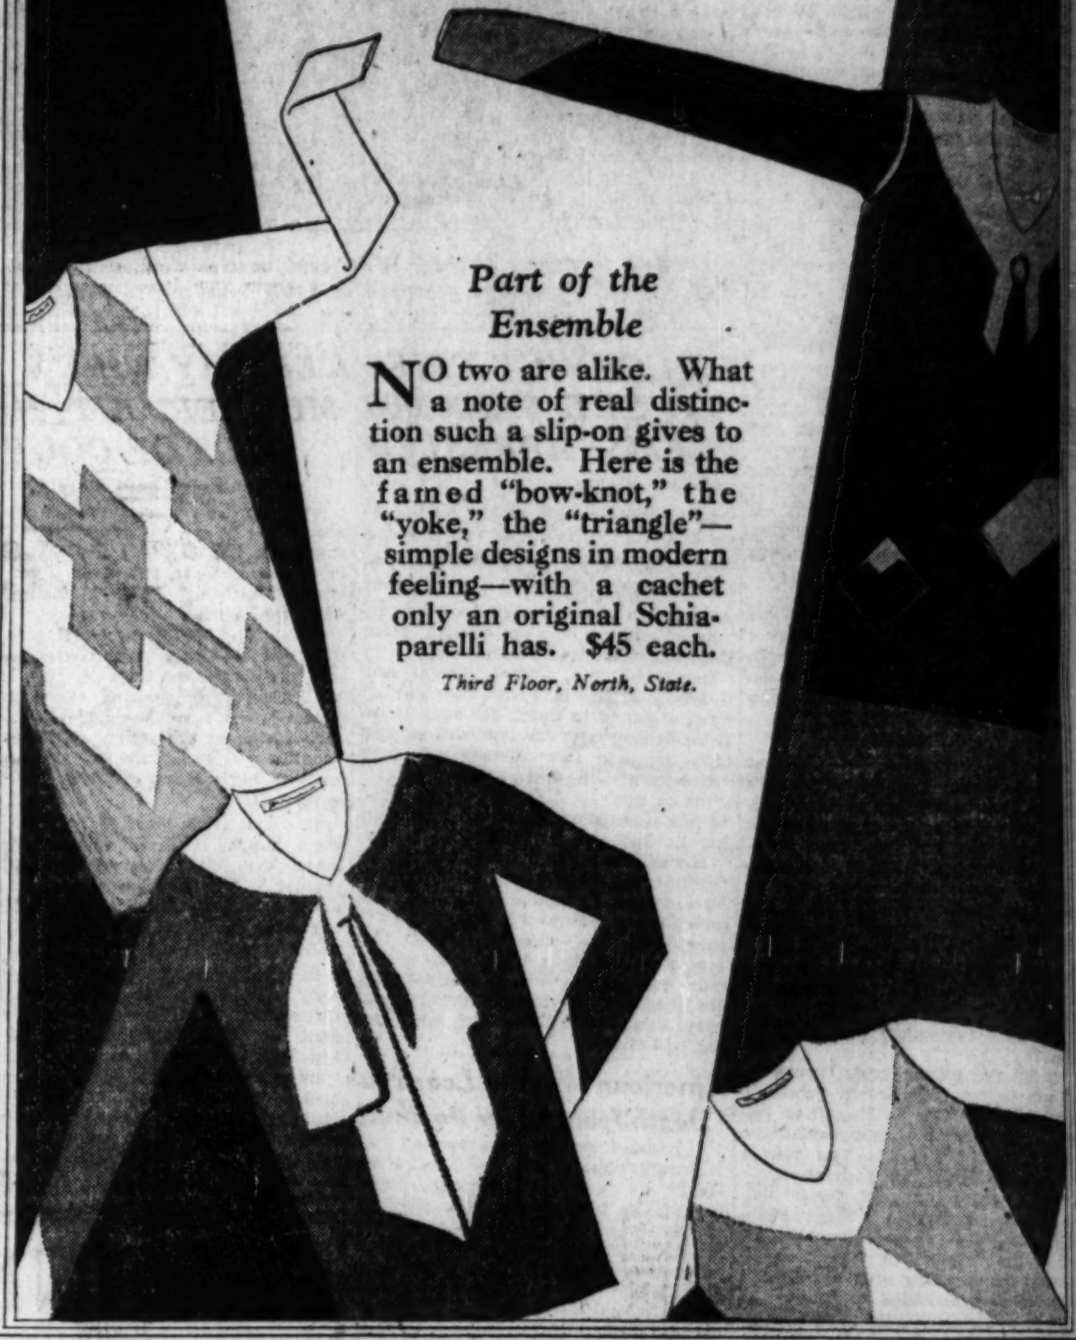 Part of the
Ensemble
NO two are alike. What
a note of real distinc-
tion such a slip-on gives to
an ensemble. Here is the
famed “bow-knot,” the
“yoke,” the “triangle”—
simple designs in modern
feeling—with a cachet
only an original Schia-
parelli has. $45 each.
Third Floor, North, State.